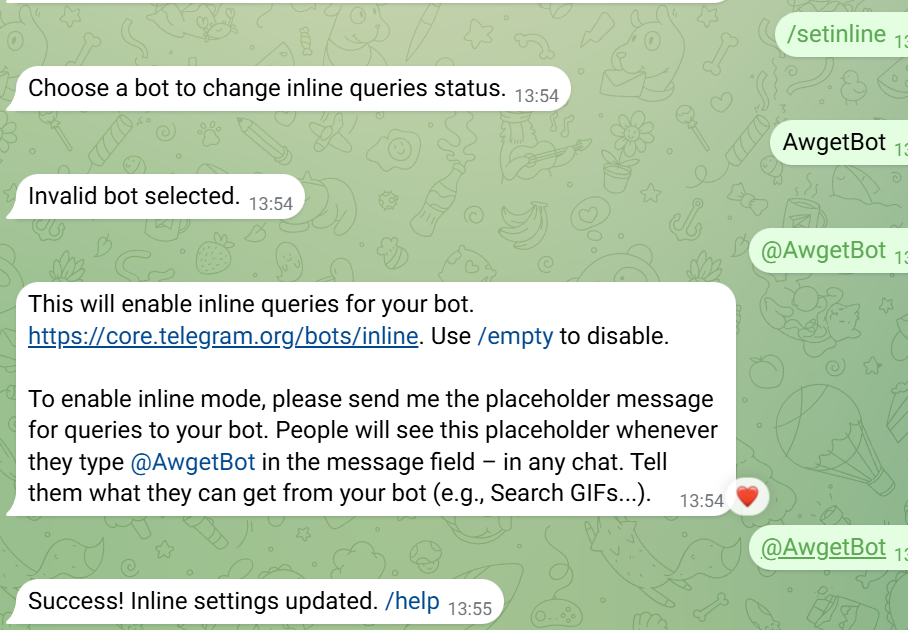 /setinline
Choose a bot to change inline queries status. 13:54
AwgetBot
Invalid bot selected. 13:54
@AwgetBot
This will enable inline queries for your bot.
https://core.telegram.org/bots/inline. Use /empty to disable.
To enable inline mode, please send me the placeholder message
for queries to your bot. People will see this placeholder whenever
they type @AwgetBot in the message field – in any chat. Tell
them what they can get from your bot (e.g., Search GIFs...). 13:54
@AwgetBot
Success! Inline settings updated. /help 13:55